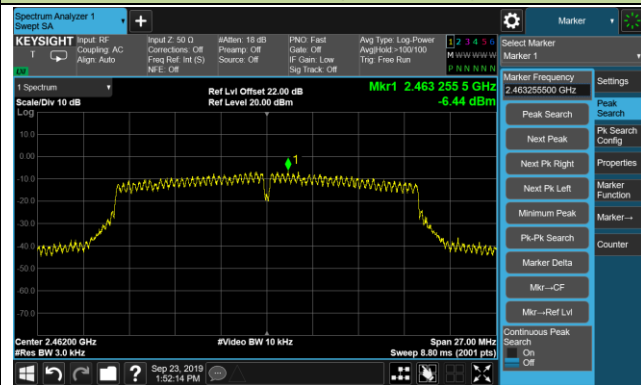 Spectrum Analyzer 1
Swept SA
Marker
KEYSIGHT Input: RF
Coupling: AC
Align: Auto
Input Z: 50 Ω
Corrections: Off
Freq Ref: Int (S)
NFE: Off
#Atten: 18 dB
Preamp: Off
Source: Off
PNO: Fast
Gate: Off
IF Gain: Low
Sig Track: Off
Avg Type: Log-Power
Avg|Hold:>100/100
Trig: Free Run
1 2 3 4 5 6
M W W W W W
P N N N N N
Select Marker
Marker 1
1 Spectrum
Scale/Div 10 dB
Log
Ref Lvl Offset 22.00 dB
Ref Level 20.00 dBm
Mkr1 2.463 255 5 GHz
-6.44 dBm
10.0
0.00
-10.0
-20.0
-30.0
-40.0
-50.0
-60.0
-70.0
1
Center 2.46200 GHz
#Res BW 3.0 kHz
#Video BW 10 kHz
Span 27.00 MHz
Sweep 8.80 ms (2001 pts)
Marker Frequency
2.463255500 GHz
Peak Search
Next Peak
Next Pk Right
Next Pk Left
Minimum Peak
Pk-Pk Search
Marker Delta
Mkr→CF
Mkr→Ref Lvl
Continuous Peak
Search
On
Off
Settings
Peak
Search
Pk Search
Config
Properties
Marker
Function
Marker→
Counter
Sep 23, 2019
1:52:14 PM